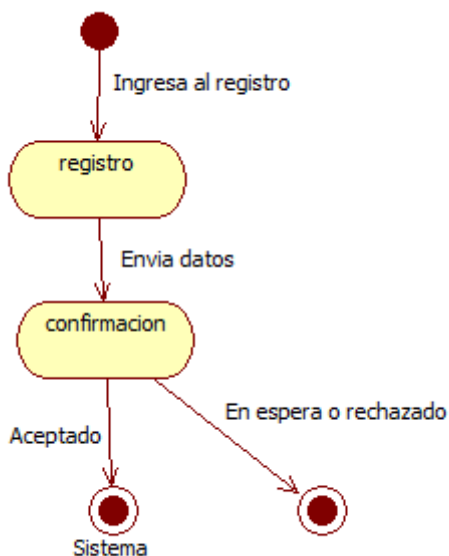 Ingresa al registro
registro
Envia datos
confirmacion
En espera o rechazado
Aceptado
Sistema